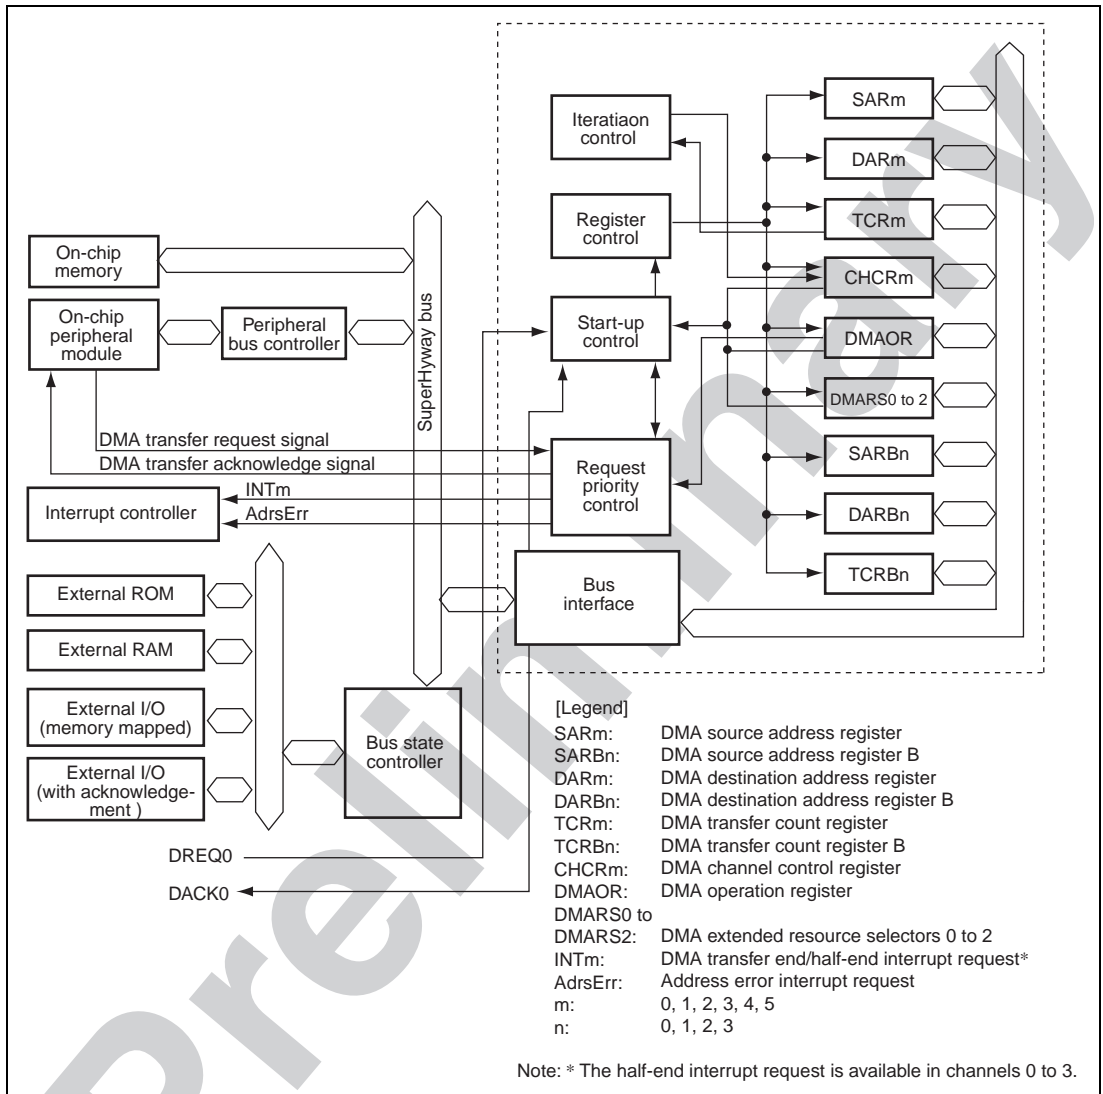 Iteratiaon
control
Register
control
Start-up
control
Request
priority
control
Bus
interface
SARm
DARm
TCRm
CHCRm
DMAOR
DMARS0 to 2
SARBn
DARBn
TCRBn
On-chip
memory
On-chip
peripheral
module
Peripheral
bus controller
SuperHyway bus
DMA transfer request signal
DMA transfer acknowledge signal
INTm
AdrsErr
Interrupt controller
External ROM
External RAM
External I/O
(memory mapped)
External I/O
(with acknowledge-
ment )
Bus state
controller
DREQ0
DACK0
[Legend]
SARm: DMA source address register
SARBn: DMA source address register B
DARm: DMA destination address register
DARBn: DMA destination address register B
TCRm: DMA transfer count register
TCRBn: DMA transfer count register B
CHCRm: DMA channel control register
DMAOR: DMA operation register
DMARS0 to
DMARS2: DMA extended resource selectors 0 to 2
INTm: DMA transfer end/half-end interrupt request*
AdrsErr: Address error interrupt request
m: 0, 1, 2, 3, 4, 5
n: 0, 1, 2, 3
Note: * The half-end interrupt request is available in channels 0 to 3.
Preliminary